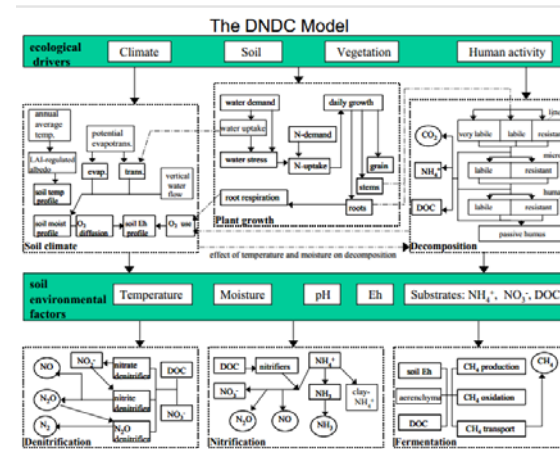 The DNDC Model
ecological
drivers
Climate
Soil
Vegetation
Human activity
annual
average
temp.
potential
evapotrans.
LAI-regulated
albedo
evap.
trans.
vertical
water
flow
soil temp
profile
soil moist
profile
O₂
diffusion
soil Eh
profile
O₂ use
Soil climate
water demand
daily growth
water uptake
N-demand
water stress
N-uptake
grain
stems
root respiration
roots
Plant growth
CO₂
very labile
labile
resistant
NH₄⁺
labile
resistant
DOC
labile
resistant
passive humus
Decomposition
effect of temperature and moisture on decomposition
soil
environmental
factors
Temperature
Moisture
pH
Eh
Substrates: NH₄⁺, NO₃⁻, DOC
NO
NO₃⁻
nitrate
denitrifier
DOC
N₂O
nitrite
denitrifier
N₂
N₂O
denitrifier
NO₃⁻
Denitrification
DOC
nitrifiers
NH₄⁺
NO₃⁻
NH₃
clay-
NH₄⁺
N₂O
NO
NH₃
Nitrification
soil Eh
CH₄ production
CH₄
aerenchyma
CH₄ oxidation
DOC
CH₄ transport
Fermentation